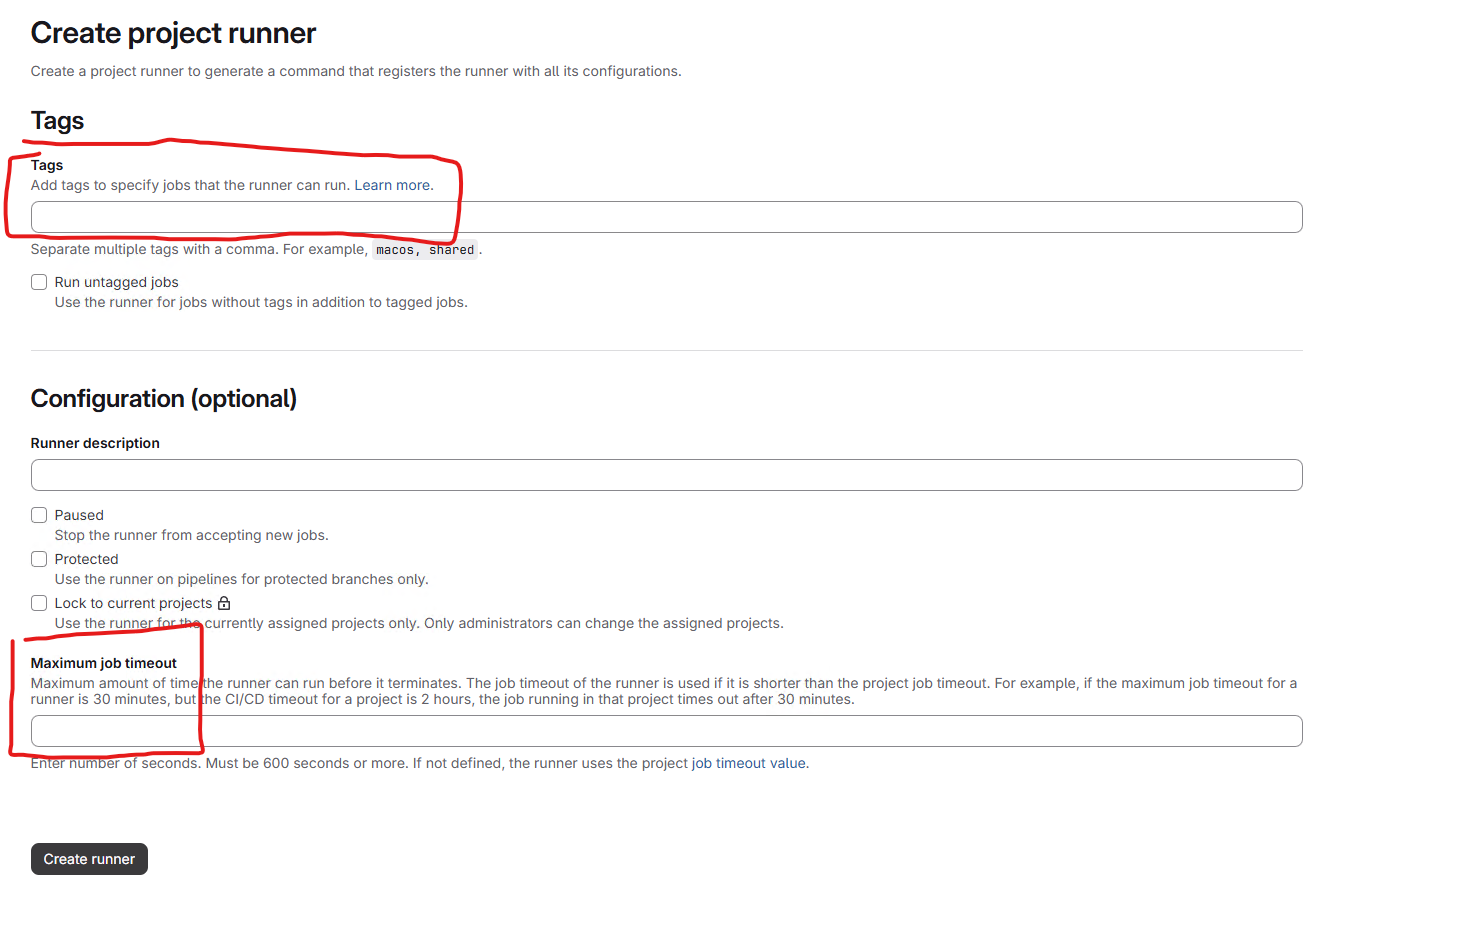 Create project runner
Create a project runner to generate a command that registers the runner with all its configurations.
Tags
Tags
Add tags to specify jobs that the runner can run. Learn more.
Separate multiple tags with a comma. For example, macos, shared .
Run untagged jobs
Use the runner for jobs without tags in addition to tagged jobs.
Configuration (optional)
Runner description
Paused
Stop the runner from accepting new jobs.
Protected
Use the runner on pipelines for protected branches only.
Lock to current projects
Use the runner for the currently assigned projects only. Only administrators can change the assigned projects.
Maximum job timeout
Maximum amount of time the runner can run before it terminates. The job timeout of the runner is used if it is shorter than the project job timeout. For example, if the maximum job timeout for a
runner is 30 minutes, but the CI/CD timeout for a project is 2 hours, the job running in that project times out after 30 minutes.
Enter number of seconds. Must be 600 seconds or more. If not defined, the runner uses the project job timeout value.
Create runner